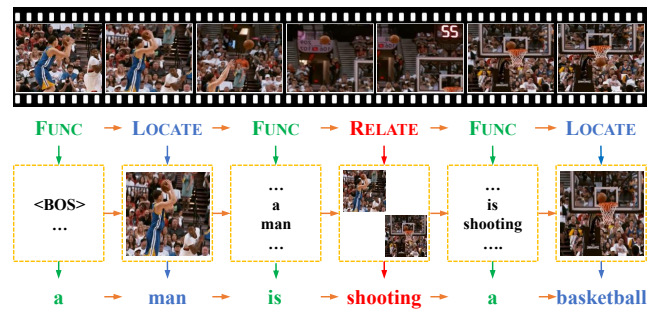 55
FUNC → LOCATE → FUNC → RELATE → FUNC → LOCATE
<BOS>
…
…
a
man
…
…
is
shooting
….
a → man → is → shooting → a → basketball